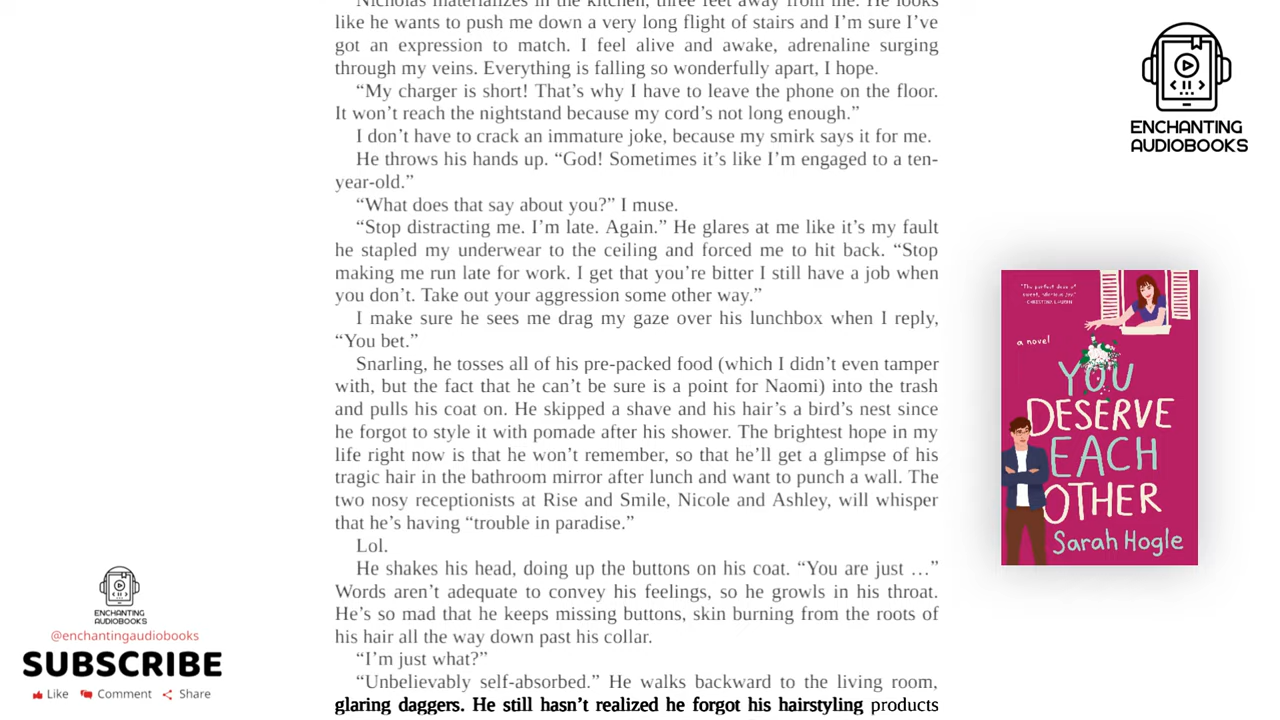 Nicholas materializes in the kitchen, three feet away from me. He looks
like he wants to push me down a very long flight of stairs and I’m sure I’ve
got an expression to match. I feel alive and awake, adrenaline surging
through my veins. Everything is falling so wonderfully apart, I hope.
“My charger is short! That’s why I have to leave the phone on the floor.
It won’t reach the nightstand because my cord’s not long enough.”
I don’t have to crack an immature joke, because my smirk says it for me.
He throws his hands up. “God! Sometimes it’s like I’m engaged to a ten-
year-old.”
“What does that say about you?” I muse.
“Stop distracting me. I’m late. Again.” He glares at me like it’s my fault
he stapled my underwear to the ceiling and forced me to hit back. “Stop
making me run late for work. I get that you’re bitter I still have a job when
you don’t. Take out your aggression some other way.”
I make sure he sees me drag my gaze over his lunchbox when I reply,
“You bet.”
Snarling, he tosses all of his pre-packed food (which I didn’t even tamper
with, but the fact that he can’t be sure is a point for Naomi) into the trash
and pulls his coat on. He skipped a shave and his hair’s a bird’s nest since
he forgot to style it with pomade after his shower. The brightest hope in my
life right now is that he won’t remember, so that he’ll get a glimpse of his
tragic hair in the bathroom mirror after lunch and want to punch a wall. The
two nosy receptionists at Rise and Smile, Nicole and Ashley, will whisper
that he’s having “trouble in paradise.”
Lol.
He shakes his head, doing up the buttons on his coat. “You are just …”
Words aren’t adequate to convey his feelings, so he growls in his throat.
He’s so mad that he keeps missing buttons, skin burning from the roots of
his hair all the way down past his collar.
“I’m just what?”
“Unbelievably self-absorbed.” He walks backward to the living room,
glaring daggers. He still hasn’t realized he forgot his hairstyling products
ENCHANTING
AUDIOBOOKS
a novel
YOU
DESERVE
EACH
OTHER
Sarah Hogle
ENCHANTING
AUDIOBOOKS
@enchantingaudiobooks
SUBSCRIBE
Like Comment Share